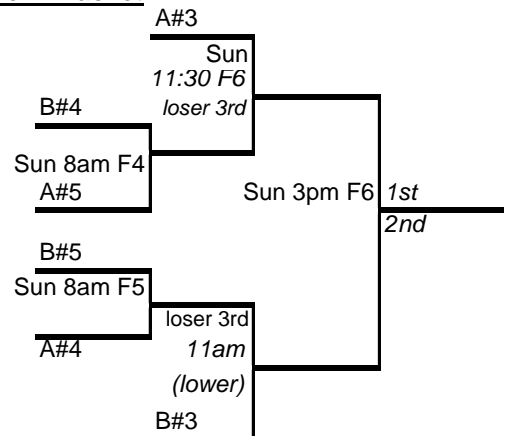 A#3
Sun
11:30 F6
loser 3rd
B#4
Sun 8am F4
A#5
Sun 3pm F6
1st
2nd
B#5
Sun 8am F5
A#4
loser 3rd
11am
(lower)
B#3